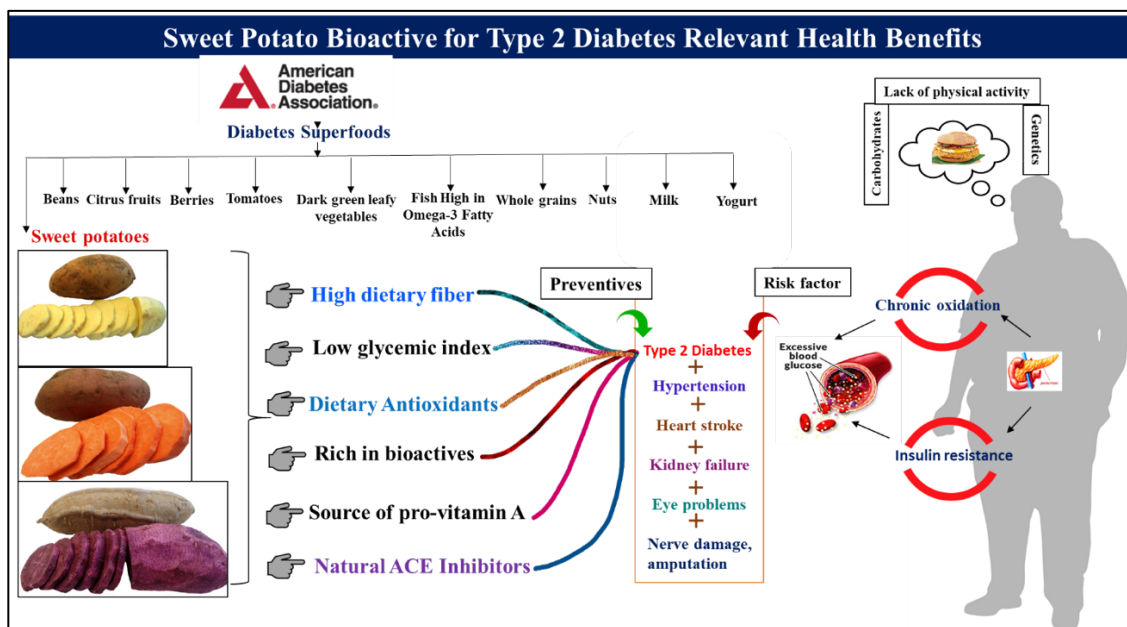 Sweet Potato Bioactive for Type 2 Diabetes Relevant Health Benefits
American
Diabetes
Association®
Diabetes Superfoods
Beans
Citrus fruits
Berries
Tomatoes
Dark green leafy
vegetables
Fish High in
Omega-3 Fatty
Acids
Whole grains
Nuts
Milk
Yogurt
Sweet potatoes
High dietary fiber
Low glycemic index
Dietary Antioxidants
Rich in bioactives
Source of pro-vitamin A
Natural ACE Inhibitors
Preventives
Risk factor
Type 2 Diabetes
+
Hypertension
+
Heart stroke
+
Kidney failure
+
Eye problems
+
Nerve damage,
amputation
Excessive
blood
glucose
Lack of physical activity
Carbohydrates
Genetics
Chronic oxidation
Insulin resistance